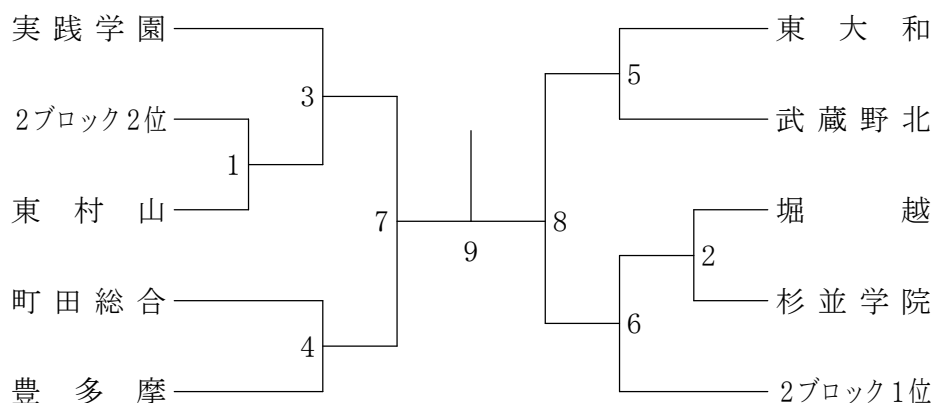 実践学園
2ブロック2位
東村山
町田総合
豊多摩
1
3
4
7
9
8
5
2
6
東大和
武蔵野北
堀越
杉並学院
2ブロック1位